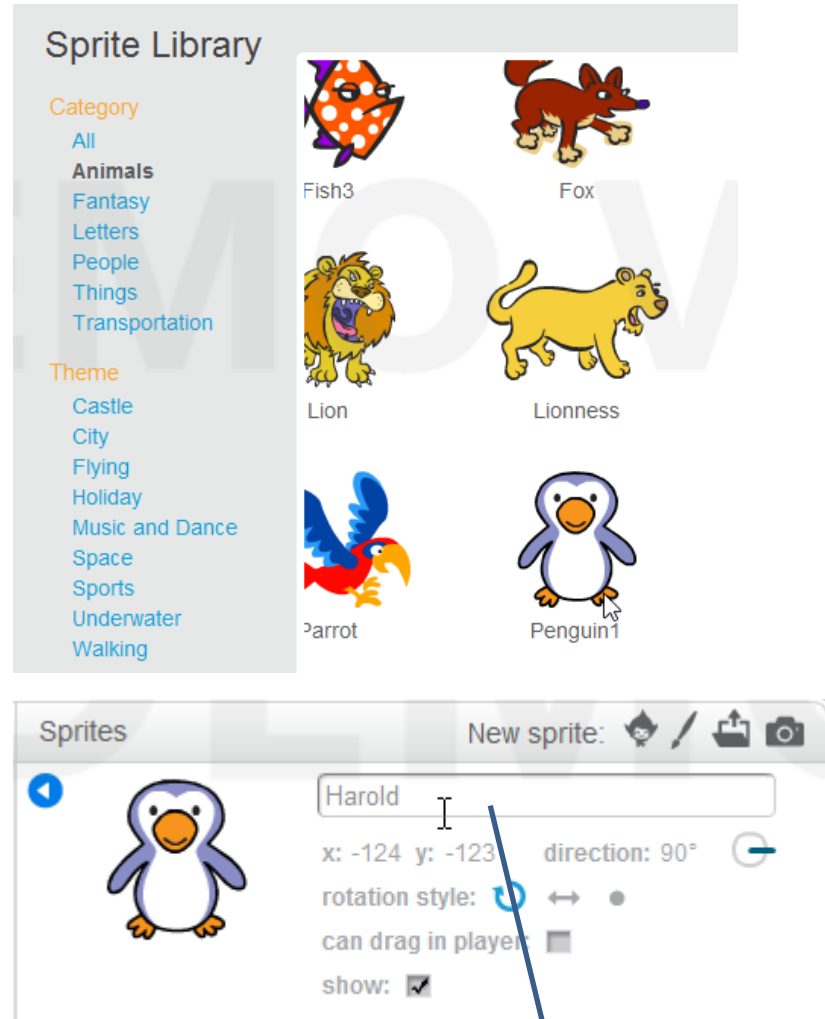 Sprite Library
Category
All
Animals
Fantasy
Letters
People
Things
Transportation
Theme
Castle
City
Flying
Holiday
Music and Dance
Space
Sports
Underwater
Walking
Fish3 Fox
Lion Lionness
Parrot Penguin1
Sprites New sprite:
Harold
x: -124 y: -123 direction: 90°
rotation style:
can drag in player:
show: